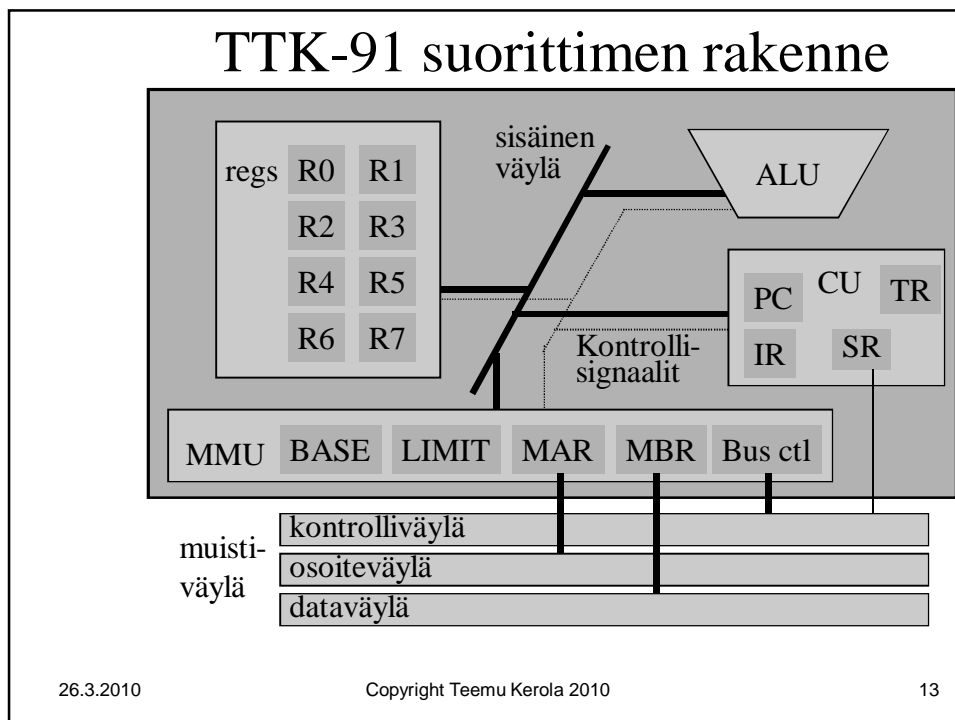 TTK-91 suorittimen rakenne
regs R0 R1
R2 R3
R4 R5
R6 R7
sisäinen
väylä
ALU
PC CU TR
IR SR
Kontrolli-
signaalit
MMU BASE LIMIT MAR MBR Bus ctl
muisti-
väylä
kontrolliväylä
osoiteväylä
dataväylä
26.3.2010 Copyright Teemu Kerola 2010 13